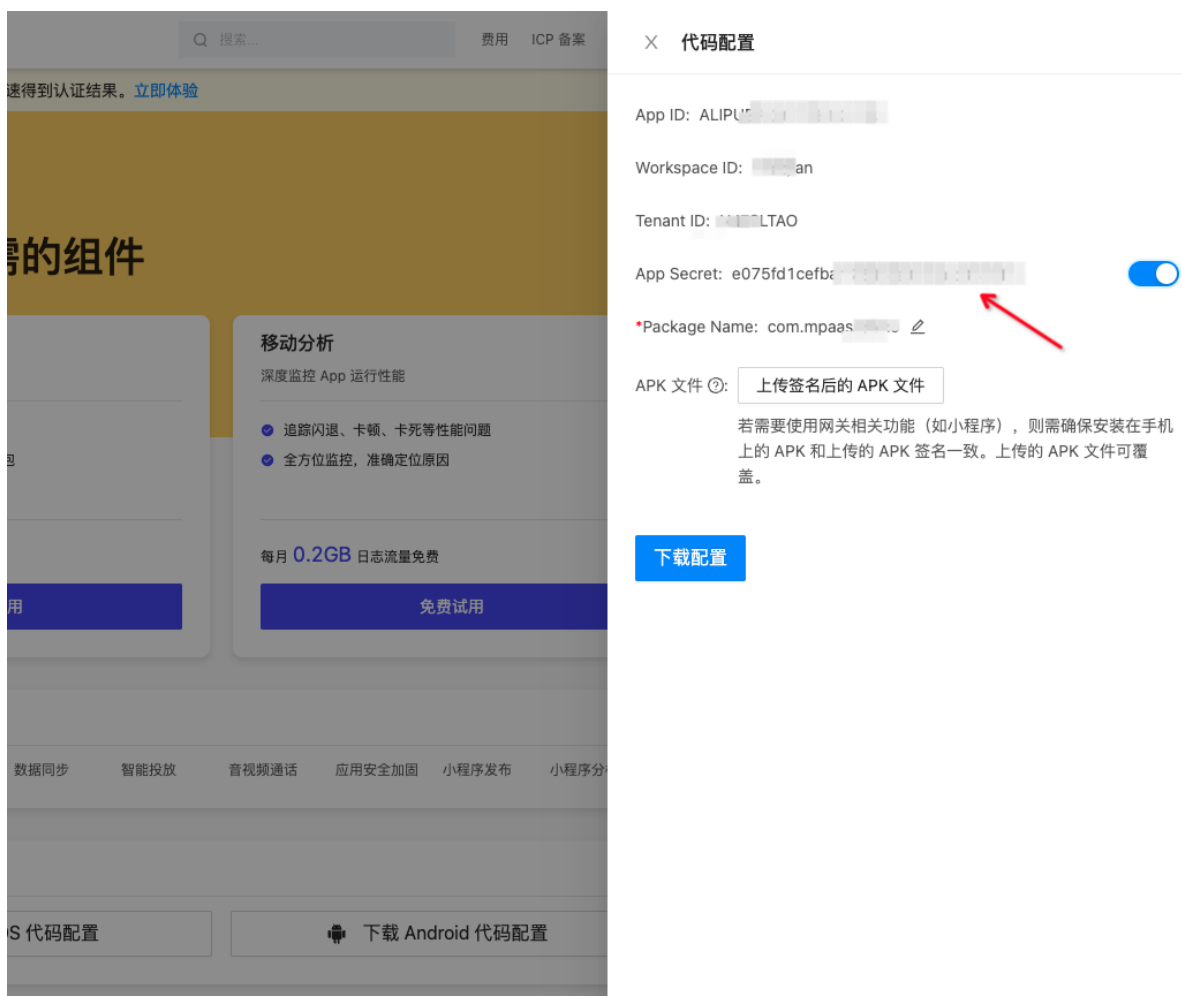 搜索...
费用
ICP 备案
速得到认证结果。立即体验
的组件
移动分析
深度监控 App 运行性能
追踪闪退、卡顿、卡死等性能问题
全方位监控，准确定位原因
每月 0.2GB 日志流量免费
用
免费试用
数据同步
智能投放
音视频通话
应用安全加固
小程序发布
小程序分
S 代码配置
下载 Android 代码配置
代码配置
App ID: ALIPU
Workspace ID: an
Tenant ID: LTAO
App Secret: e075fd1cefba
*Package Name: com.mpaas
APK 文件 ?:
上传签名后的 APK 文件
若需要使用网关相关功能（如小程序），则需确保安装在手机
上的 APK 和上传的 APK 签名一致。上传的 APK 文件可覆
盖。
下载配置